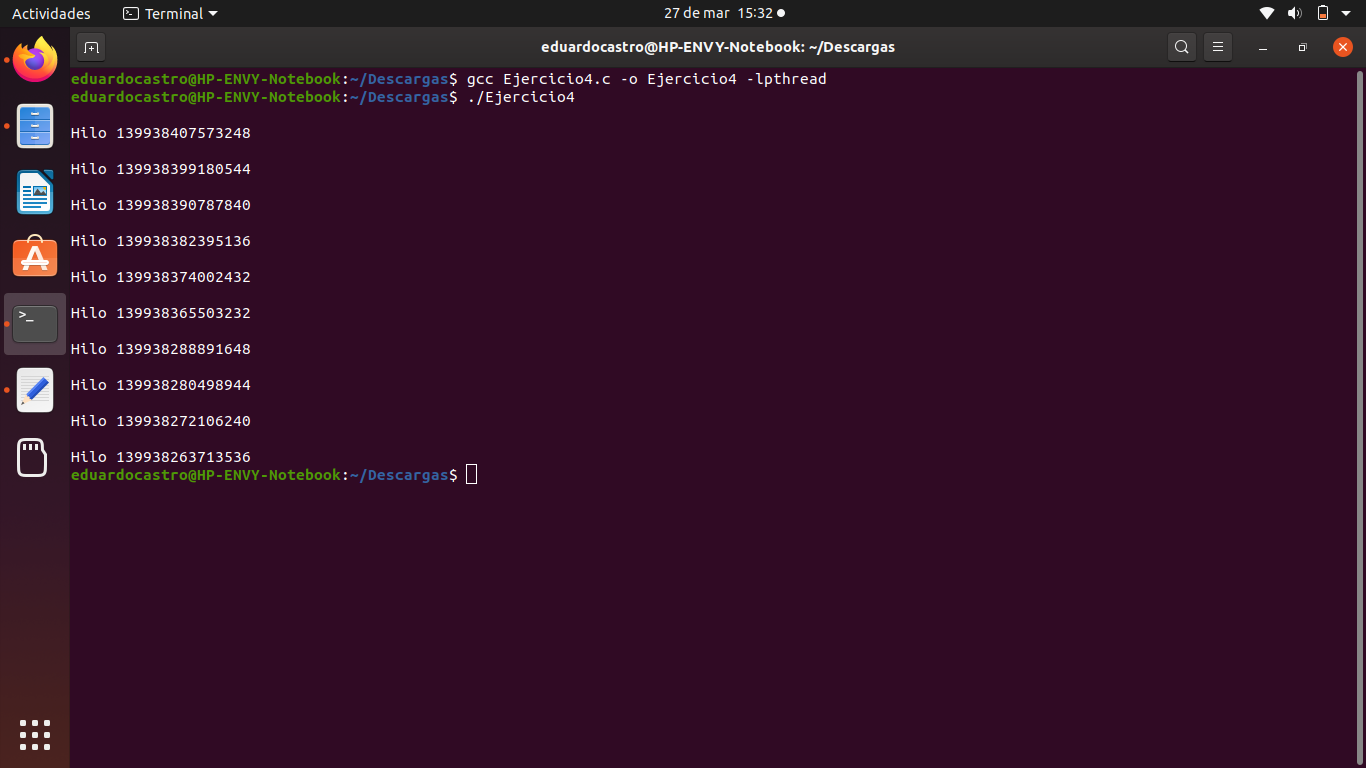 Actividades
Terminal
27 de mar 15:32
eduardocastro@HP-ENVY-Notebook: ~/Descargas
eduardocastro@HP-ENVY-Notebook:~/Descargas$ gcc Ejercicio4.c -o Ejercicio4 -lpthread
eduardocastro@HP-ENVY-Notebook:~/Descargas$ ./Ejercicio4
Hilo 139938407573248
Hilo 139938399180544
Hilo 139938390787840
Hilo 139938382395136
Hilo 139938374002432
Hilo 139938365503232
Hilo 139938288891648
Hilo 139938280498944
Hilo 139938272106240
Hilo 139938263713536
eduardocastro@HP-ENVY-Notebook:~/Descargas$